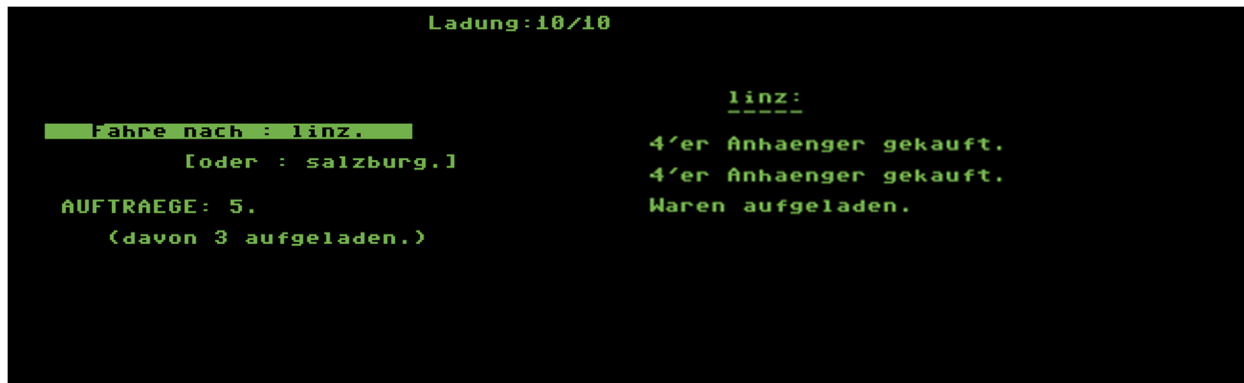 Ladung:10/10
Fahre nach : linz.
[oder : salzburg.]
AUFTRAEGE: 5.
(davon 3 aufgeladen.)
linz:
4'er Anhaenger gekauft.
4'er Anhaenger gekauft.
Waren aufgeladen.